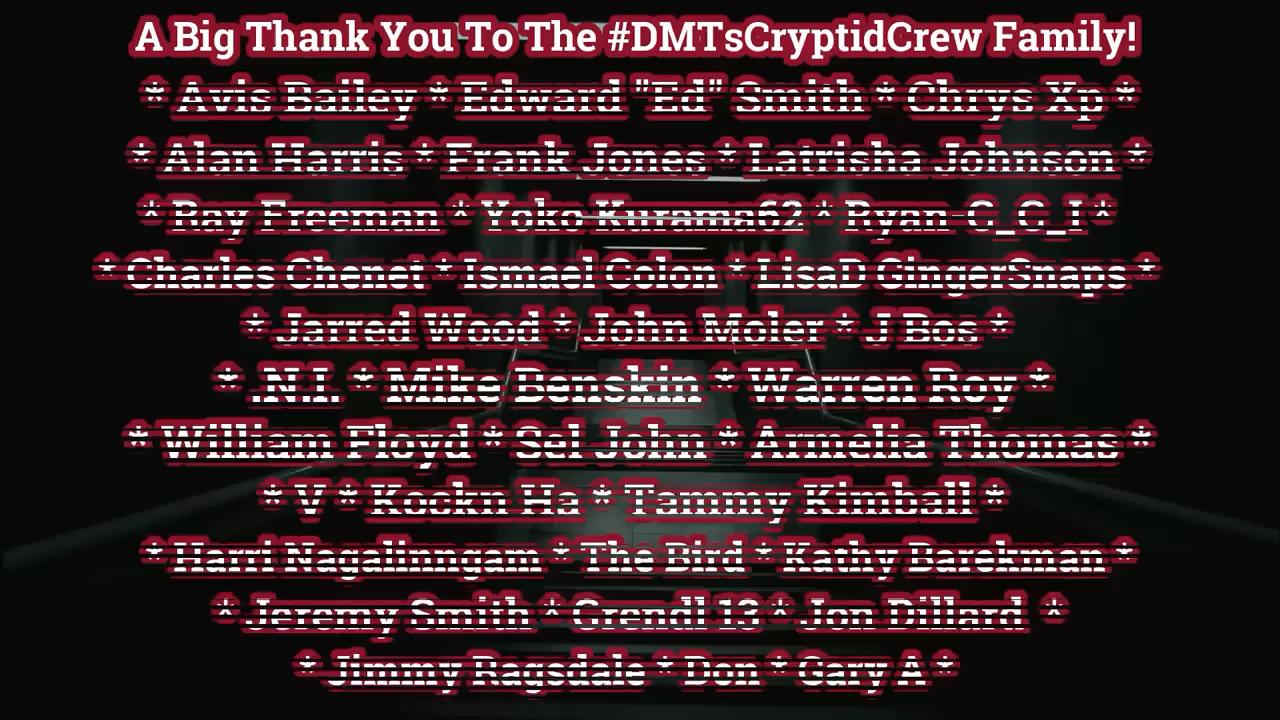 A Big Thank You To The #DMTsCryptidCrew Family!
* Avis Bailey * Edward "Ed" Smith * Chrys Xp *
* Alan Harris * Frank Jones * Latrisha Johnson *
* Ray Freeman * Yoko Kurama62 * Ryan-C_C_I *
* Charles Chenet * Ismael Colon * LisaD GingerSnaps *
* Jarred Wood * John Moler * J Bos *
* .N.I. * Mike Benskin * Warren Roy *
* William Floyd * Sel John * Armelia Thomas *
* V * Kookn Ha * Tammy Kimball *
* Harri Nagalinngam * The Bird * Kathy Barekman *
* Jeremy Smith * Grendl 13 * Jon Dillard *
* Jimmy Ragsdale * Don * Gary A *